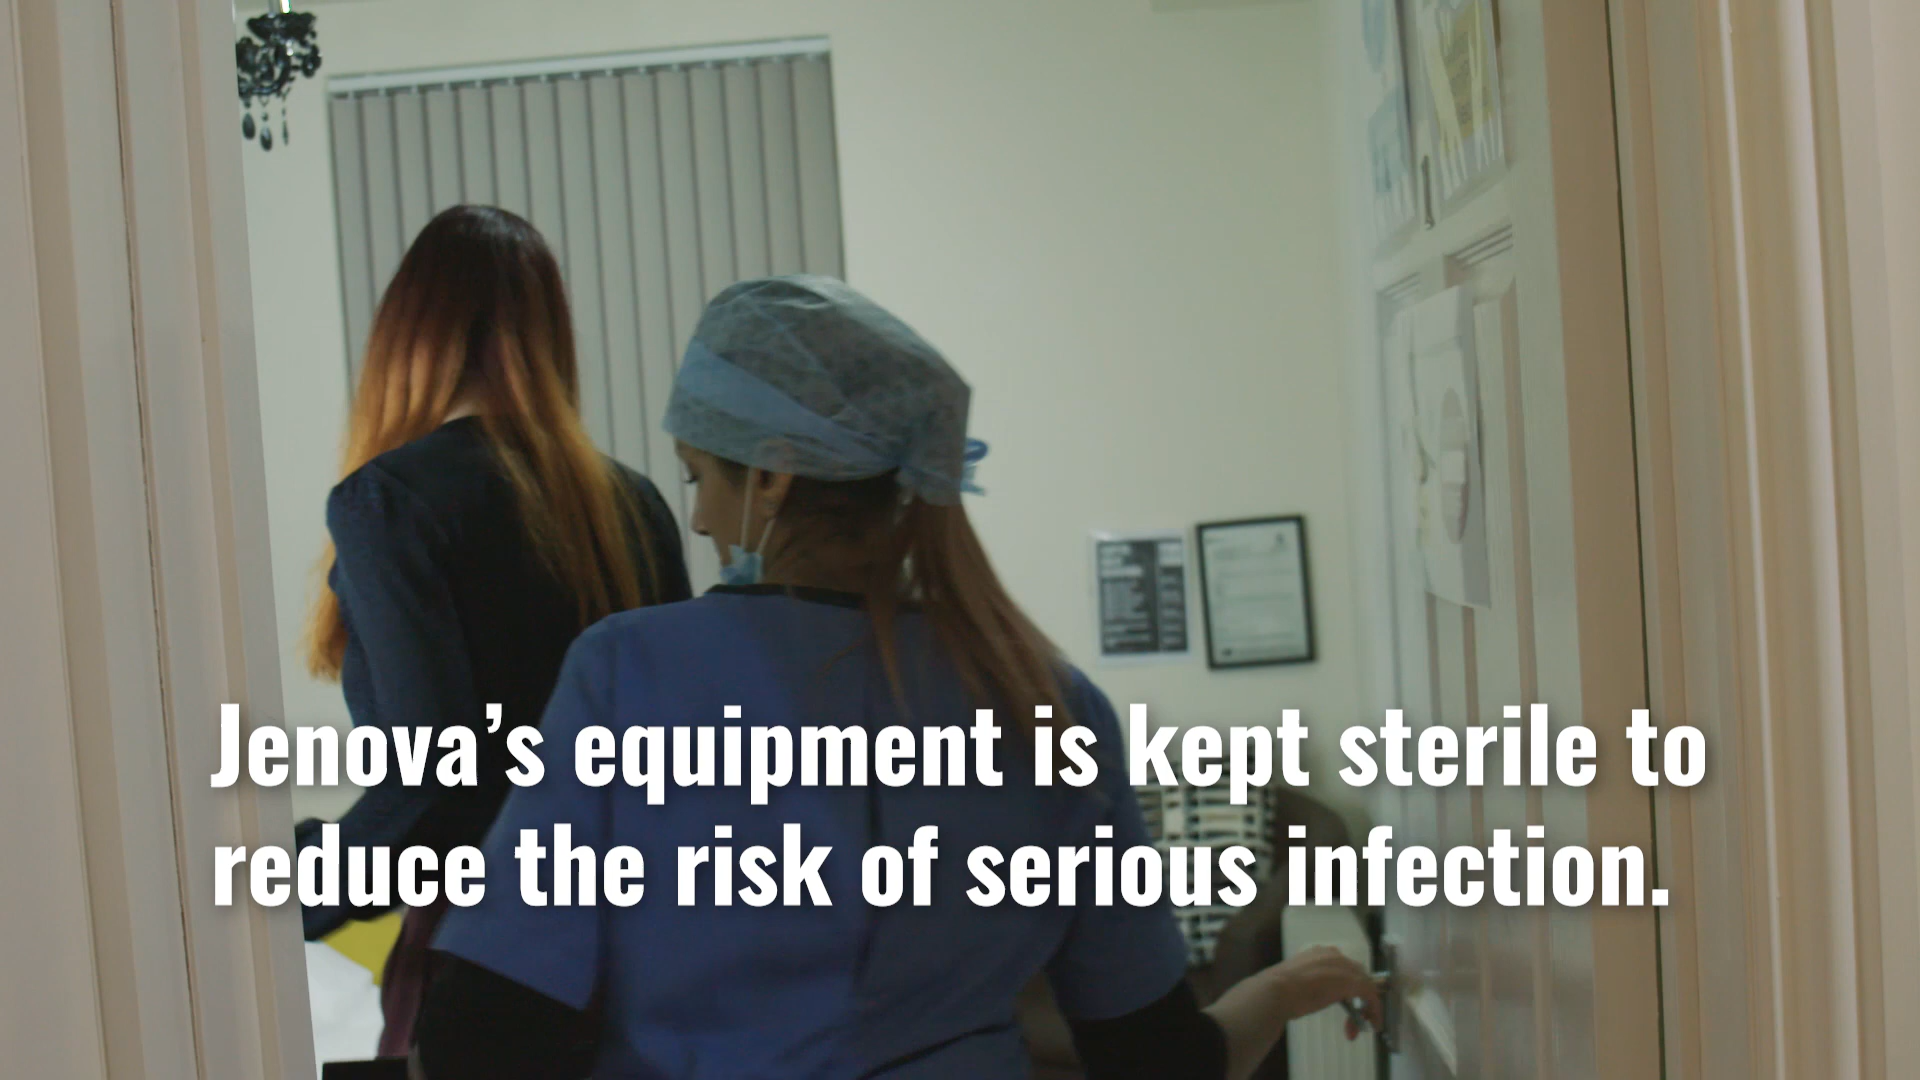 Jenova’s equipment is kept sterile to
reduce the risk of serious infection.